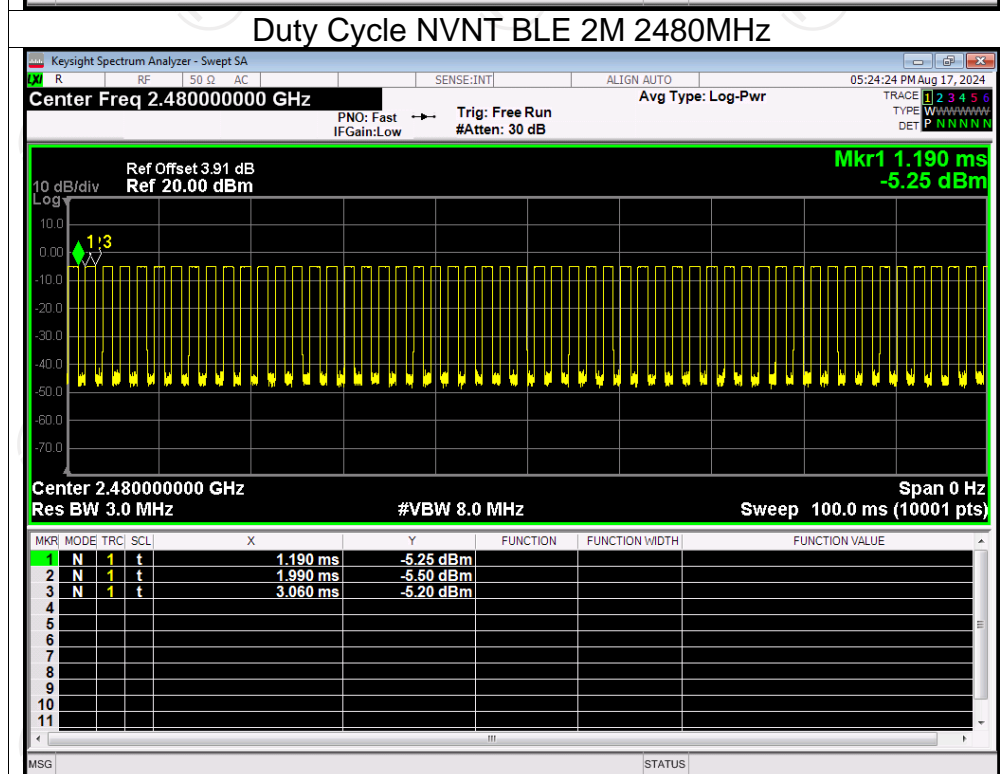 Duty Cycle NVNT BLE 2M 2480MHz
Keysight Spectrum Analyzer - Swept SA
LXI R RF 50 Ω AC SENSE:INT ALIGN AUTO 05:24:24 PM Aug 17, 2024
Center Freq 2.480000000 GHz
PNO: Fast
IFGain:Low
Trig: Free Run
#Atten: 30 dB
Avg Type: Log-Pwr
TRACE 1 2 3 4 5 6
TYPE WWWWWW
DET P N N N N N
Ref Offset 3.91 dB
10 dB/div Ref 20.00 dBm
Log
Mkr1 1.190 ms
-5.25 dBm
10.0
1 3
0.00
-10.0
-20.0
-30.0
-40.0
-50.0
-60.0
-70.0
Center 2.480000000 GHz Span 0 Hz
Res BW 3.0 MHz #VBW 8.0 MHz Sweep 100.0 ms (10001 pts)
MKR MODE TRC SCL X Y FUNCTION FUNCTION WIDTH FUNCTION VALUE
1 N 1 t 1.190 ms -5.25 dBm
2 N 1 t 1.990 ms -5.50 dBm
3 N 1 t 3.060 ms -5.20 dBm
4
5
6
7
8
9
10
11
MSG STATUS